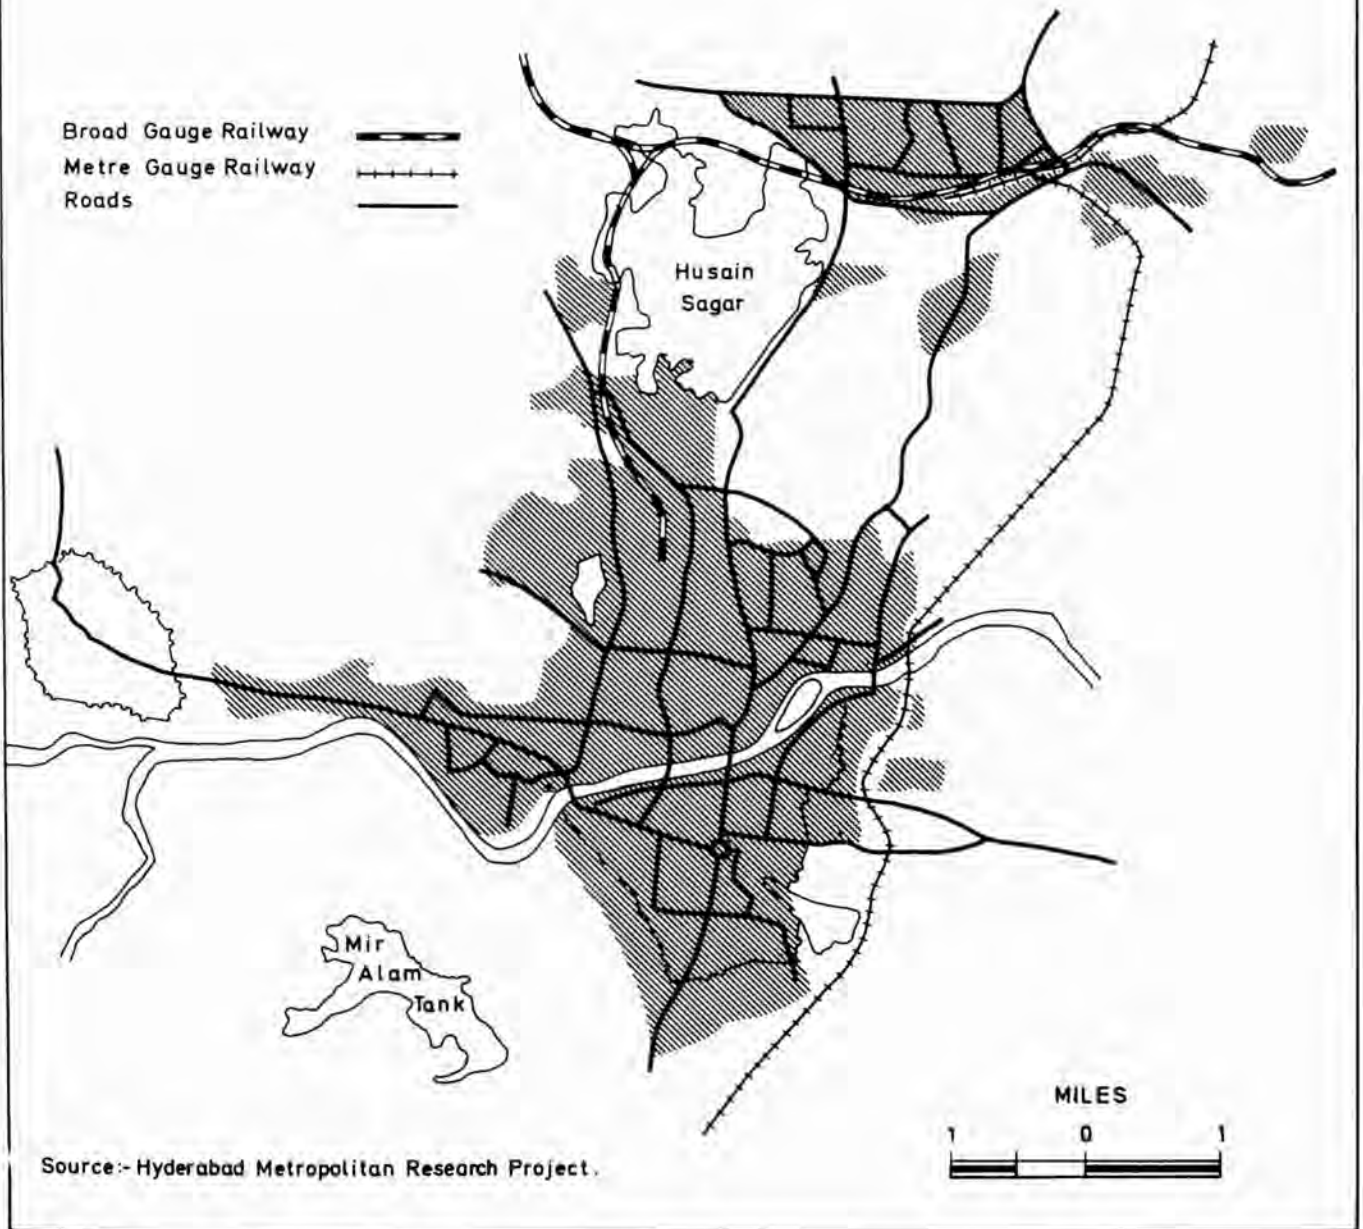 Broad Gauge Railway
Metre Gauge Railway
Roads
Husain
Sagar
Mir
Alam
Tank
MILES
1 0 1
Source:- Hyderabad Metropolitan Research Project.